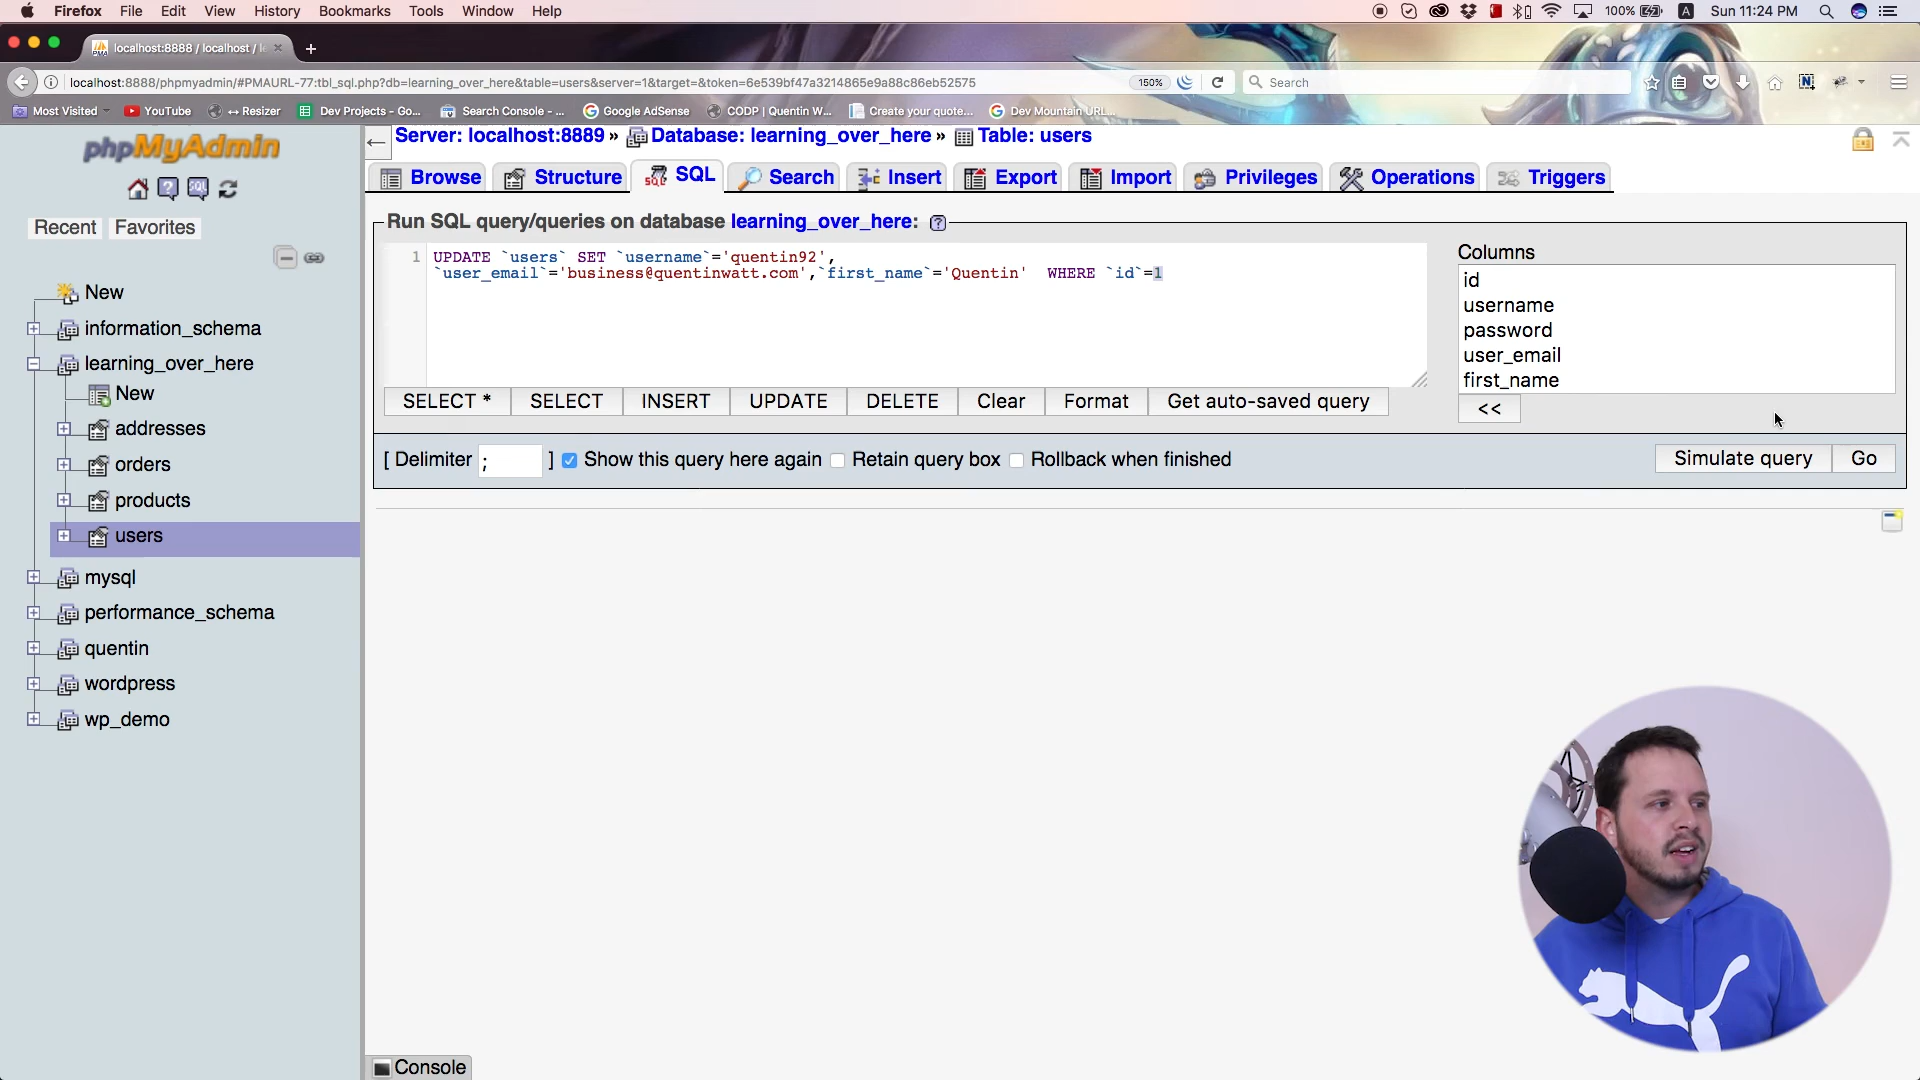 Firefox File Edit View History Bookmarks Tools Window Help 100% A Sun 11:24 PM
localhost:8888 / localhost / l
localhost:8888/phpmyadmin/#PMAURL-77:tbl_sql.php?db=learning_over_here&table=users&server=1&target=&token=6e539bf47a3214865e9a88c86eb52575 150% Search
Most Visited YouTube ↔ Resizer Dev Projects - Go... Search Console - ... Google AdSense CODP | Quentin W... Create your quote... Dev Mountain URL...
phpMyAdmin
Recent Favorites
New
information_schema
learning_over_here
New
addresses
orders
products
users
mysql
performance_schema
quentin
wordpress
wp_demo
Server: localhost:8889 » Database: learning_over_here » Table: users
Browse Structure SQL Search Insert Export Import Privileges Operations Triggers
Run SQL query/queries on database learning_over_here:
1 UPDATE `users` SET `username`='quentin92',
`user_email`='business@quentinwatt.com',`first_name`='Quentin'  WHERE `id`=1
Columns
id
username
password
user_email
first_name
<<
SELECT * SELECT INSERT UPDATE DELETE Clear Format Get auto-saved query
[ Delimiter ; ] Show this query here again Retain query box Rollback when finished
Simulate query Go
Console